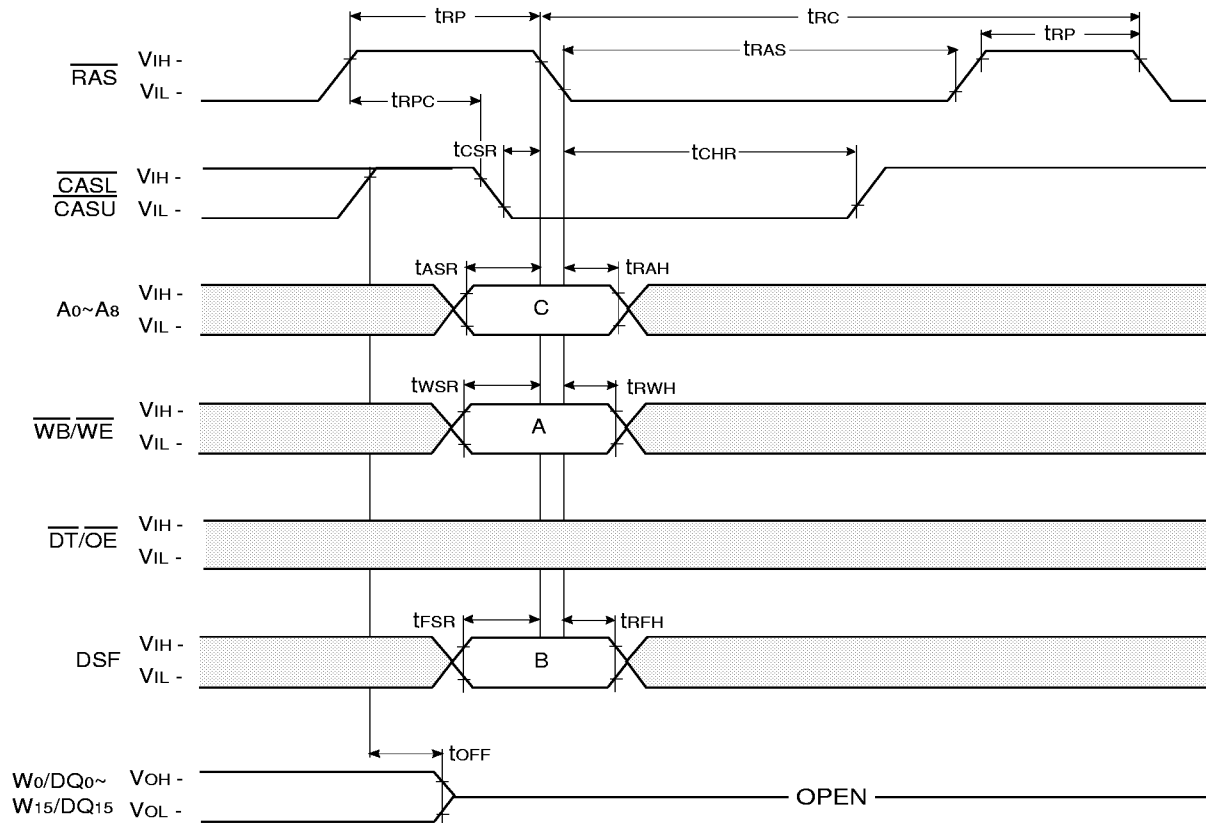 tRP
tRC
tRP
tRAS
RAS
VIH -
VIL -
tRPC
tCSR
tCHR
CASL
CASU
VIH -
VIL -
tASR
tRAH
A0~A8
VIH -
VIL -
C
tWSR
tRWH
WB/WE
VIH -
VIL -
A
DT/OE
VIH -
VIL -
tFSR
tRFH
DSF
VIH -
VIL -
B
tOFF
W0/DQ0~
W15/DQ15
VOH -
VOL -
OPEN